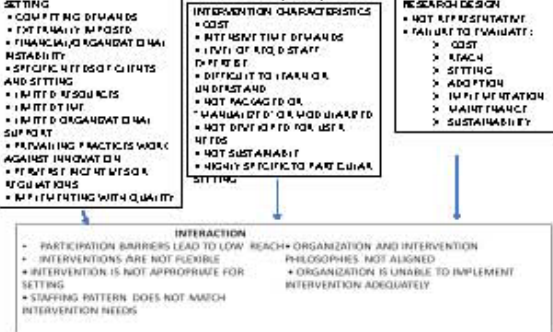 SETTING
• COMPETING DEMANDS
• EXTERNALLY IMPOSED
• FINANCIAL/ORGANIZATIONAL
INSTABILITY
• SPECIFIC NEEDS OF CLIENTS
AND SETTING
• LIMITED RESOURCES
• LIMITED TIME
• LIMITED ORGANIZATIONAL
SUPPORT
• PREVAILING PRACTICES WORK
AGAINST INNOVATION
• PERVERSE INCENTIVES OR
REGULATIONS
• IMPLEMENTING WITH QUALITY
INTERVENTION CHARACTERISTICS
• COST
• INTENSIVE TIME DEMANDS
• LEVEL OF REQ'D STAFF
EXPERTISE
• DIFFICULT TO LEARN OR
UNDERSTAND
• NOT PACKAGED OR
"MANUALIZED" OR MODULARIZED
• NOT DEVELOPED FOR USER
NEEDS
• NOT SUSTAINABLE
• HIGHLY SPECIFIC TO PARTICULAR
SETTING
RESEARCH DESIGN
• NOT REPRESENTATIVE
• FAILURE TO EVALUATE:
> COST
> REACH
> SETTING
> ADOPTION
> IMPLEMENTATION
> MAINTENANCE
> SUSTAINABILITY
INTERACTION
• PARTICIPATION BARRIERS LEAD TO LOW REACH
• INTERVENTIONS ARE NOT FLEXIBLE
• INTERVENTION IS NOT APPROPRIATE FOR
SETTING
• STAFFING PATTERN DOES NOT MATCH
INTERVENTION NEEDS
• ORGANIZATION AND INTERVENTION
PHILOSOPHIES NOT ALIGNED
• ORGANIZATION IS UNABLE TO IMPLEMENT
INTERVENTION ADEQUATELY